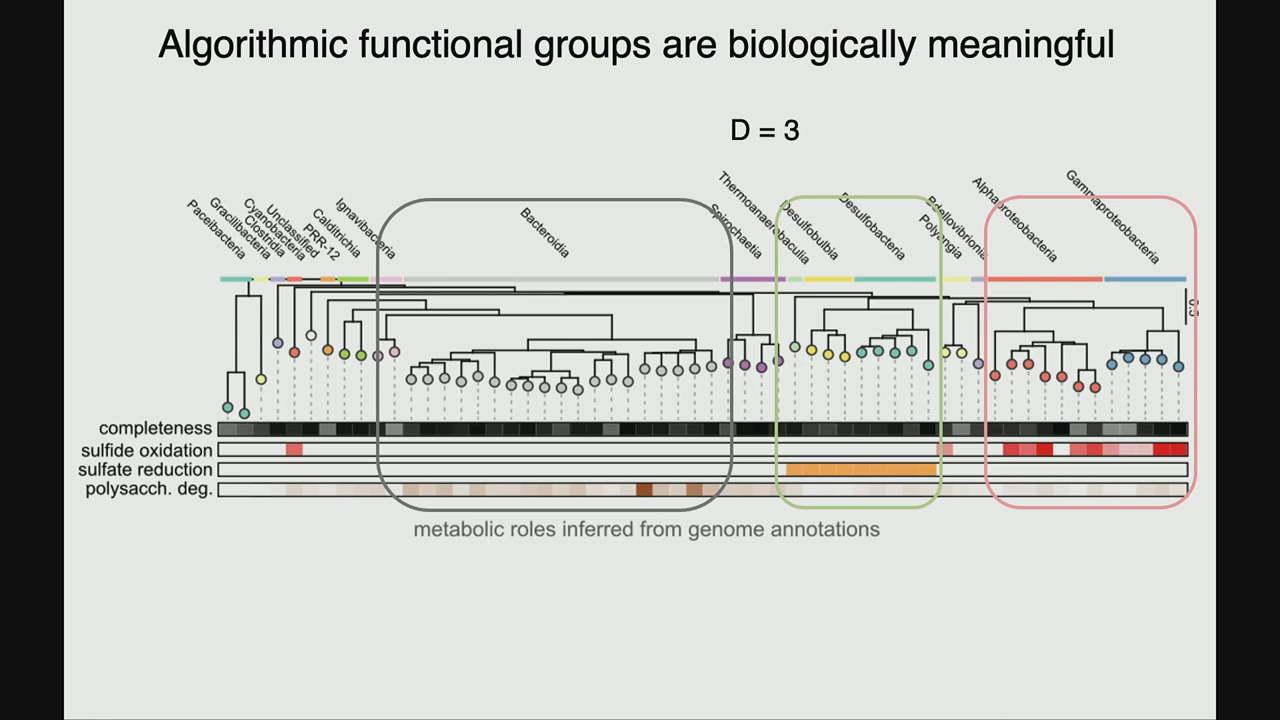 Algorithmic functional groups are biologically meaningful
D = 3
Paceibacteria
Gracilibacteria
Clostridia
Cyanobacteria
Unclassified
PRR-12
Calditrichia
Ignavibacteria
Bacteroidia
Spirochaetia
Thermoanaerobaculia
Desulfobulbia
Desulfobacteria
Polyangia
Bdellovibrionia
Alphaproteobacteria
Gammaproteobacteria
completeness
sulfide oxidation
sulfate reduction
polysacch. deg.
metabolic roles inferred from genome annotations